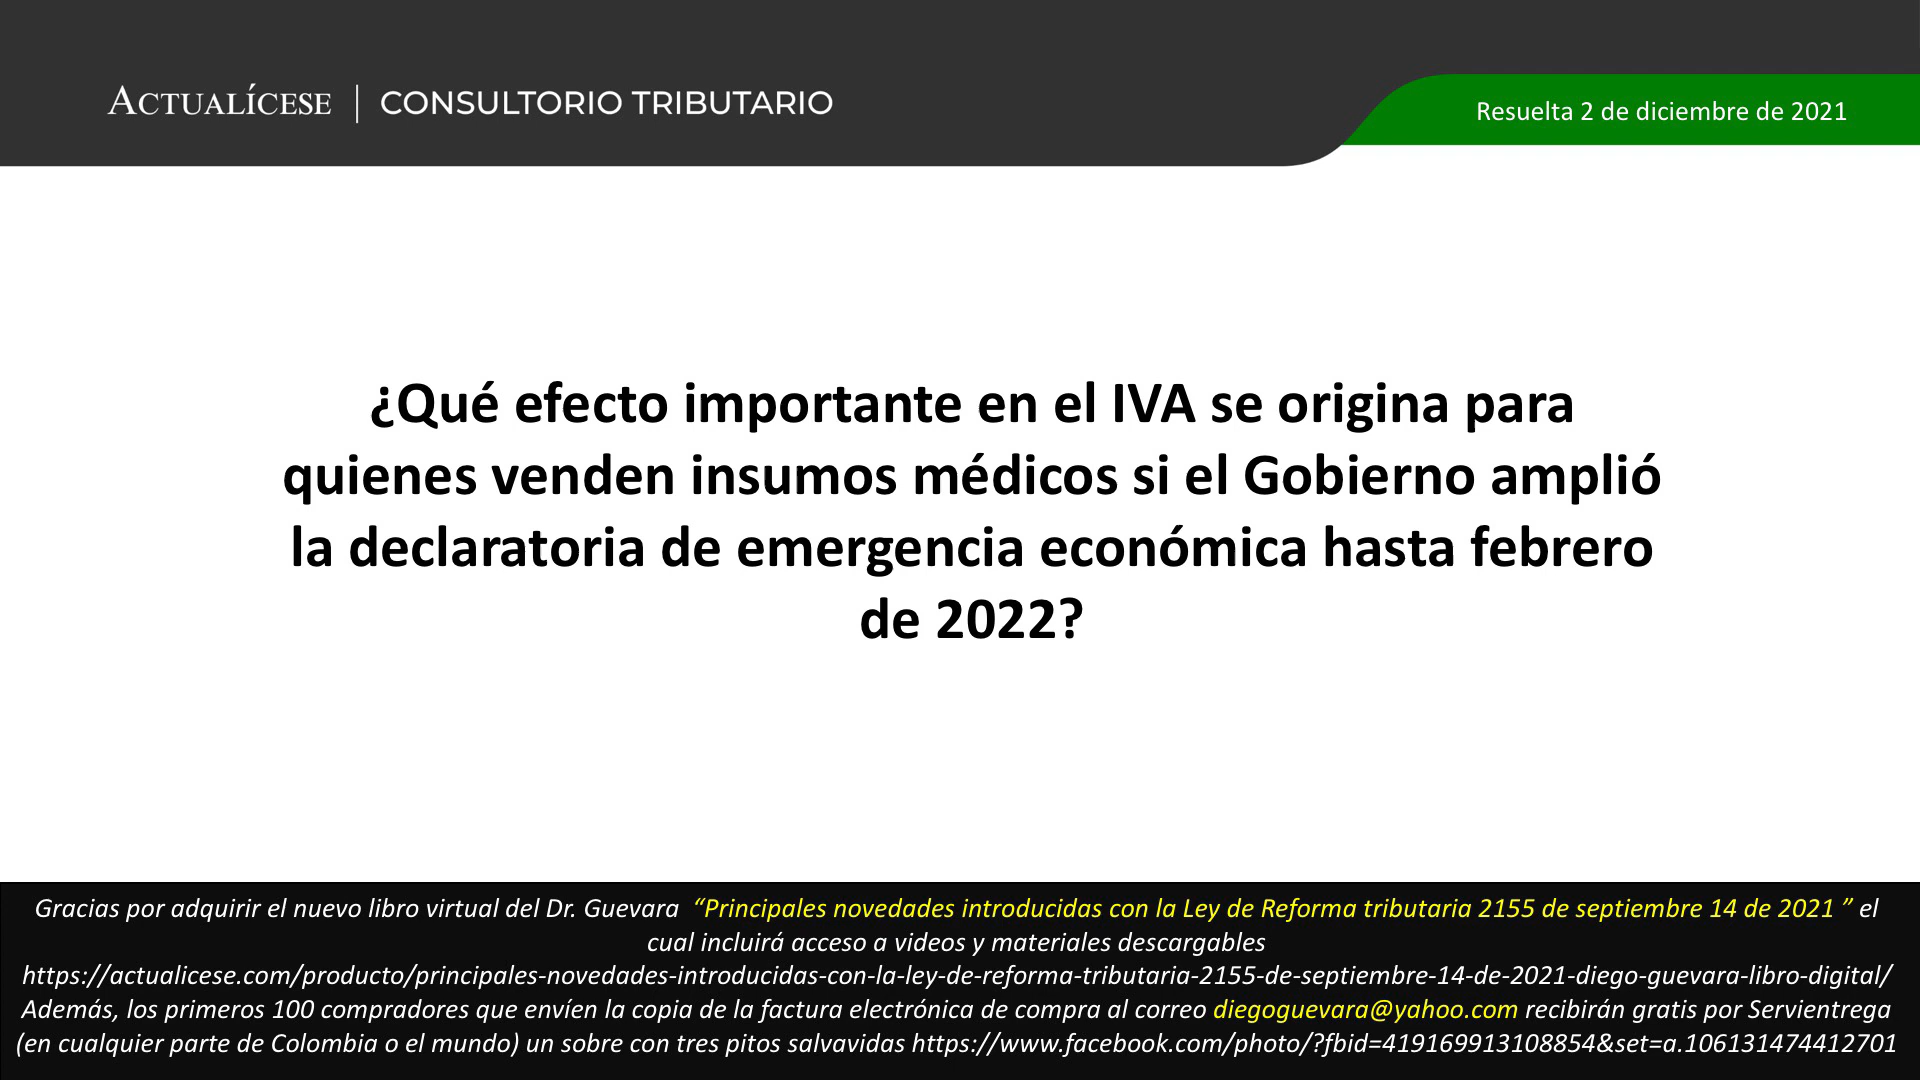 ACTUALÍCESE | CONSULTORIO TRIBUTARIO
Resuelta 2 de diciembre de 2021
¿Qué efecto importante en el IVA se origina para
quienes venden insumos médicos si el Gobierno amplió
la declaratoria de emergencia económica hasta febrero
de 2022?
Gracias por adquirir el nuevo libro virtual del Dr. Guevara “Principales novedades introducidas con la Ley de Reforma tributaria 2155 de septiembre 14 de 2021 ” el
cual incluirá acceso a videos y materiales descargables
https://actualicese.com/producto/principales-novedades-introducidas-con-la-ley-de-reforma-tributaria-2155-de-septiembre-14-de-2021-diego-guevara-libro-digital/
Además, los primeros 100 compradores que envíen la copia de la factura electrónica de compra al correo diegoguevara@yahoo.com recibirán gratis por Servientrega
(en cualquier parte de Colombia o el mundo) un sobre con tres pitos salvavidas https://www.facebook.com/photo/?fbid=419169913108854&set=a.106131474412701